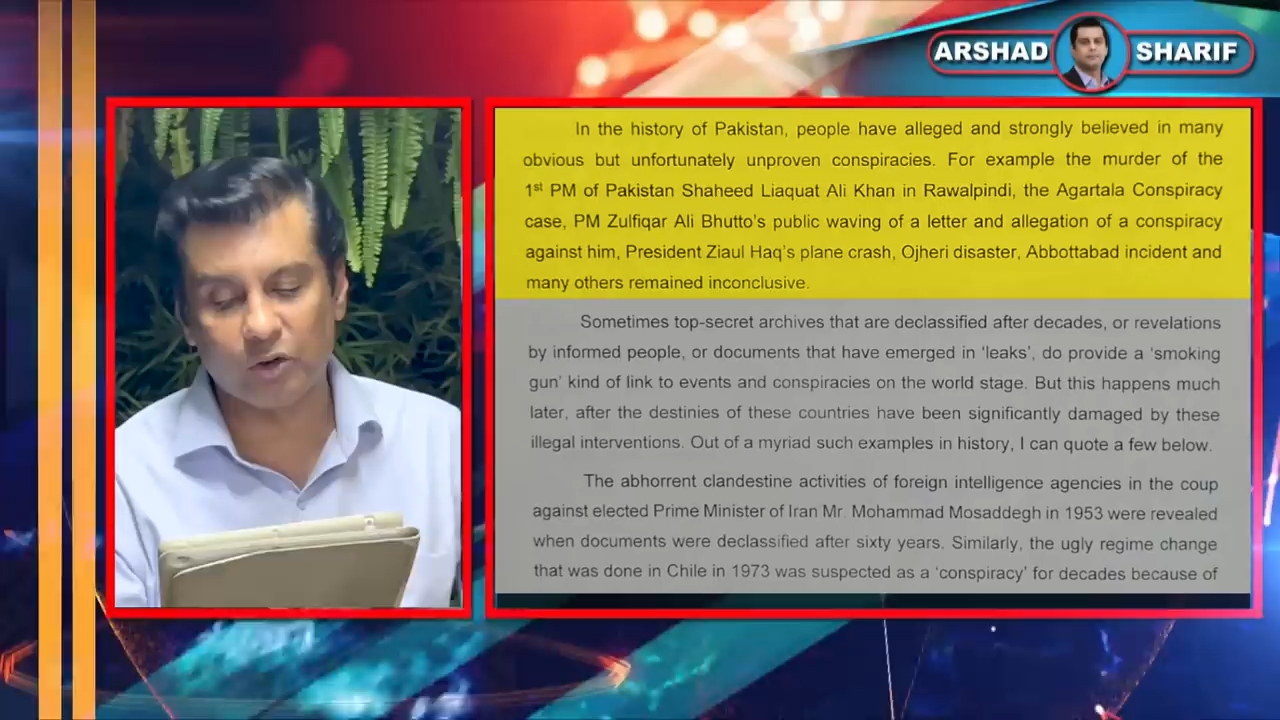 ARSHAD SHARIF
In the history of Pakistan, people have alleged and strongly believed in many
obvious but unfortunately unproven conspiracies. For example the murder of the
1st PM of Pakistan Shaheed Liaquat Ali Khan in Rawalpindi, the Agartala Conspiracy
case, PM Zulfiqar Ali Bhutto's public waving of a letter and allegation of a conspiracy
against him, President Ziaul Haq's plane crash, Ojheri disaster, Abbottabad incident and
many others remained inconclusive.
Sometimes top-secret archives that are declassified after decades, or revelations
by informed people, or documents that have emerged in 'leaks', do provide a 'smoking
gun' kind of link to events and conspiracies on the world stage. But this happens much
later, after the destinies of these countries have been significantly damaged by these
illegal interventions. Out of a myriad such examples in history, I can quote a few below.
The abhorrent clandestine activities of foreign intelligence agencies in the coup
against elected Prime Minister of Iran Mr. Mohammad Mosaddegh in 1953 were revealed
when documents were declassified after sixty years. Similarly, the ugly regime change
that was done in Chile in 1973 was suspected as a 'conspiracy' for decades because of